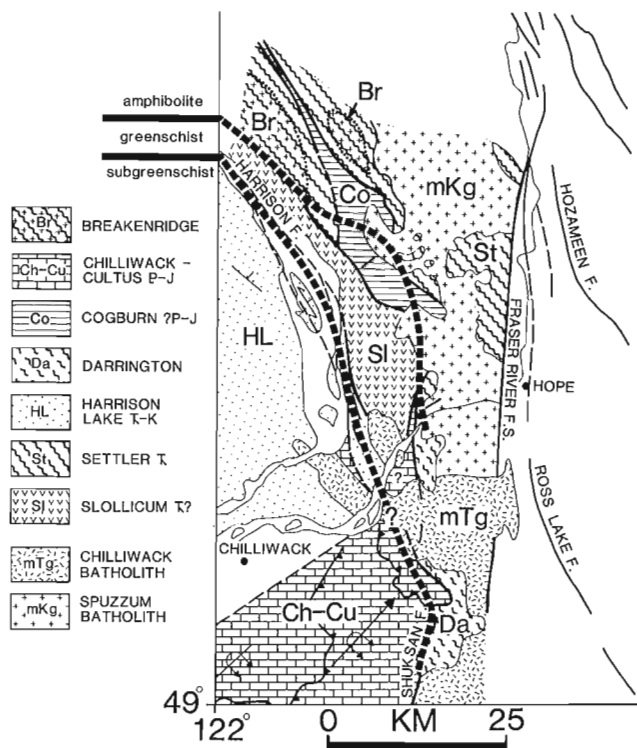 amphibolite
greenschist
subgreenschist
Br
BREAKENRIDGE
Ch-Cu
CHILLIWACK -
CULTUS P-J
Co
COGBURN ?P-J
Da
DARRINGTON
HL
HARRISON
LAKE Ꞇ-K
St
SETTLER Ꞇ
Sl
SLOLLICUM Ꞇ?
mTg
CHILLIWACK
BATHOLITH
mKg
SPUZZUM
BATHOLITH
Br
Br
HARRISON F.
Co
mKg
St
HOZAMEEN F.
FRASER RIVER F.S.
HL
Sl
HOPE
?
mTg
ROSS LAKE F.
?
CHILLIWACK
Ch-Cu
SHUKSAN F.
Da
mTg
49°
122°
0 KM 25